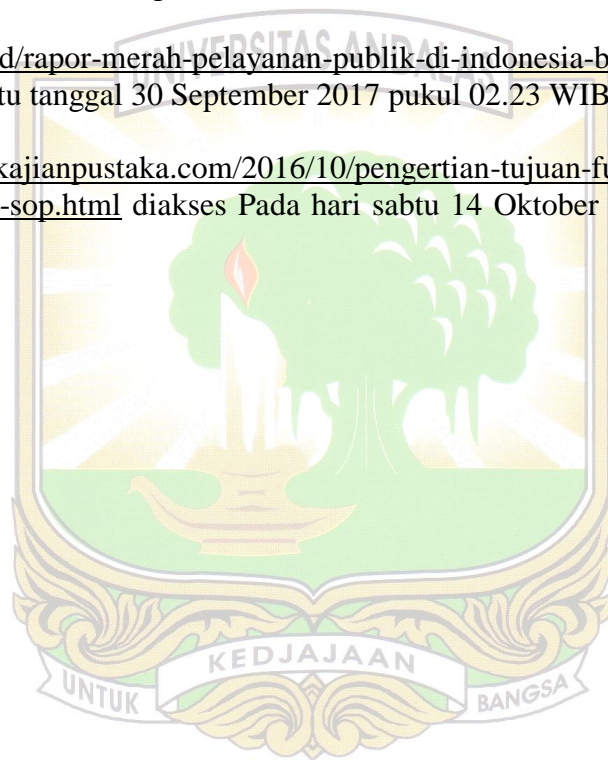 d/rapor-merah-pelayanan-publik-di-indonesia-b
UNIVERSITAS ANDALAS
tu tanggal 30 September 2017 pukul 02.23 WIB
kajianpustaka.com/2016/10/pengertian-tujuan-fu
-sop.html diakses Pada hari sabtu 14 Oktober
KEDJAJAAN
UNTUK
BANGSA